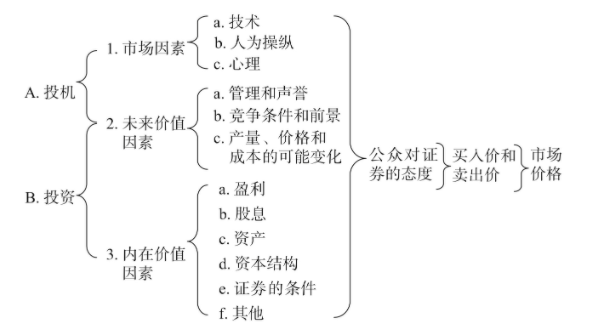 A. 投机
B. 投资
1. 市场因素
2. 未来价值
因素
3. 内在价值
因素
a. 技术
b. 人为操纵
c. 心理
a. 管理和声誉
b. 竞争条件和前景
c. 产量、价格和
成本的可能变化
a. 盈利
b. 股息
c. 资产
d. 资本结构
e. 证券的条件
f. 其他
公众对证
券的态度
买入价和
卖出价
市场
价格